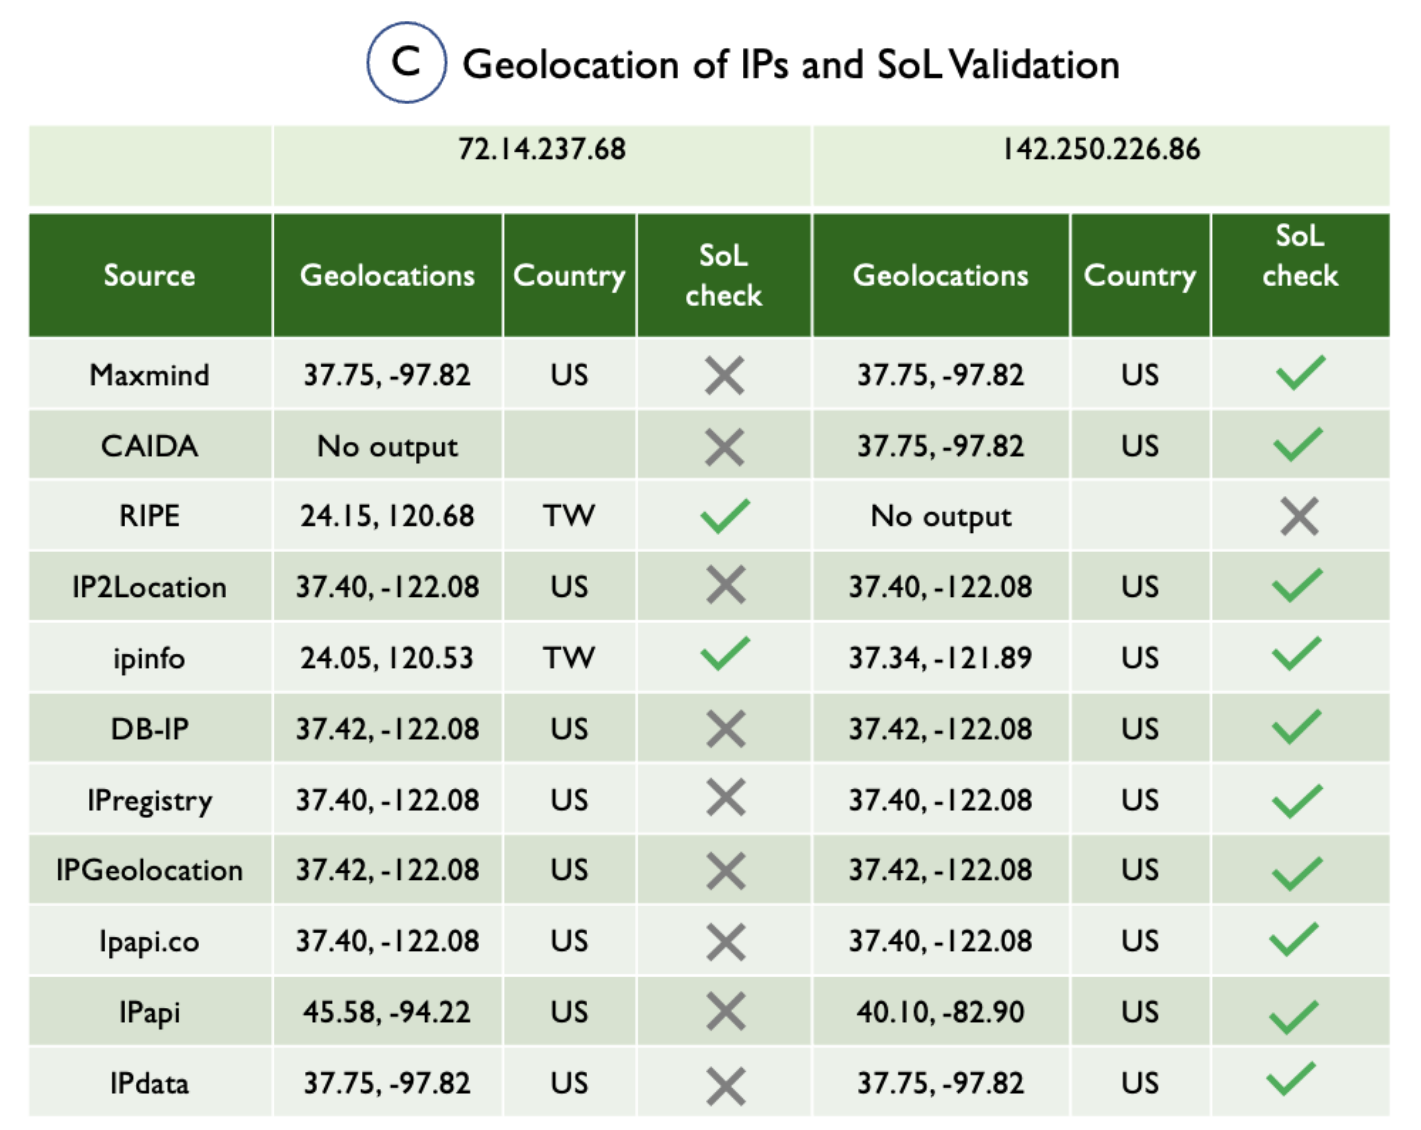 C Geolocation of IPs and SoL Validation
72.14.237.68 142.250.226.86
Source Geolocations Country SoL check Geolocations Country SoL check
Maxmind 37.75, -97.82 US 37.75, -97.82 US
CAIDA No output 37.75, -97.82 US
RIPE 24.15, 120.68 TW No output
IP2Location 37.40, -122.08 US 37.40, -122.08 US
ipinfo 24.05, 120.53 TW 37.34, -121.89 US
DB-IP 37.42, -122.08 US 37.42, -122.08 US
IPregistry 37.40, -122.08 US 37.40, -122.08 US
IPGeolocation 37.42, -122.08 US 37.42, -122.08 US
Ipapi.co 37.40, -122.08 US 37.40, -122.08 US
IPapi 45.58, -94.22 US 40.10, -82.90 US
IPdata 37.75, -97.82 US 37.75, -97.82 US